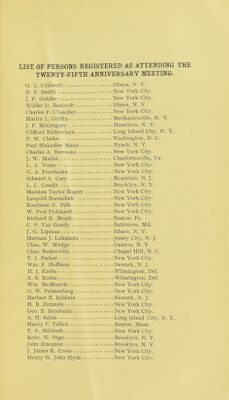 LIST OF PERSONS REGISTERED AS ATTENDING THE
TWENTY-FIFTH ANNIVERSARY MEETING.
G. C. Caldwell Ithaca, N. Y.
E. E. Smith New York City.
J. F. Geisler New York City.
Wilder D. Bancroft Ithaca, N. Y.
Charles F. Chandler New York City.
Martin L. Griffin Mechanicville, N. Y.
J. F. McGregory Hamilton, N. Y.
Clifford Richardson Long Island City, N. Y.
F. W. Clarke Washington, D. C.
Paul Mahesbee Mann Nyack, N. Y.
Charles A. Doremus New York City.
J. W. Mallet Charlottesville, Va.
L. A. Youtz New York City.
G. A. Prochazka New York City.
Edward A. Cary Montclair, N. J.
L. C. Condit Brooklyn, N. Y.
Marston Taylor Bogert New York City.
Leopold New York City.
Kaufman G. Falk New York City.
W. Paul Pickhardt New York City.
Richard K. Meade Easton, Pa.
C. P. Van Gundy Baltimore, Md.
J. G. Lipman Ithaca, N. Y.
Herman J. Lohmann Jersey City, N. J.
Chas. W. Mudge Geneva, N. Y.
Chas. Baskerville Chapel Hill, N. C.
T. J. Parker New York City.
Wm. F. Hoffman Newark, N. J.
H. J. Krebs Wilmington, Del.
A. S. Krebs Wilmington, Del.
Wm. McMurtrie New York City.
O. W. Palmenberg New York City.
Herbert B. Baldwin Newark, N. J.
H. B. Zimmele New York City.
Geo. B. Bernheim New York City.
A. H. Sabin Long Island City, N. Y.
Henry P. Talbot Boston, Mass.
T. F. Hildreth New York City.
Robt. W. Page Brooklyn, N. Y.
John Enequist Brooklyn, N. Y.
J. James R. Croes New York City.
Henry St. John Hyde New York City.